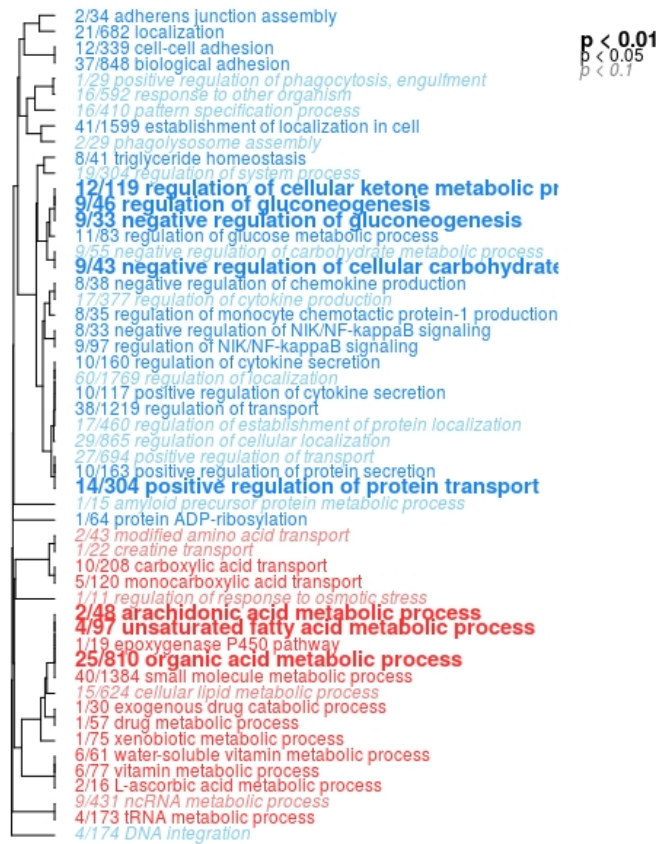 2/34 adherens junction assembly
21/682 localization
12/339 cell-cell adhesion
37/848 biological adhesion
1/29 positive regulation of phagocytosis, engulfment
16/592 response to other organism
16/410 pattern specification process
41/1599 establishment of localization in cell
2/29 phagolysosome assembly
8/41 triglyceride homeostasis
19/304 regulation of system process
12/119 regulation of cellular ketone metabolic pr
9/46 regulation of gluconeogenesis
9/33 negative regulation of gluconeogenesis
11/83 regulation of glucose metabolic process
9/55 negative regulation of carbohydrate metabolic process
9/43 negative regulation of cellular carbohydrate
8/38 negative regulation of chemokine production
17/377 regulation of cytokine production
8/35 regulation of monocyte chemotactic protein-1 production
8/33 negative regulation of NIK/NF-kappaB signaling
9/97 regulation of NIK/NF-kappaB signaling
10/160 regulation of cytokine secretion
60/1769 regulation of localization
10/117 positive regulation of cytokine secretion
38/1219 regulation of transport
17/460 regulation of establishment of protein localization
29/865 regulation of cellular localization
27/694 positive regulation of transport
10/163 positive regulation of protein secretion
14/304 positive regulation of protein transport
1/15 amyloid precursor protein metabolic process
1/64 protein ADP-ribosylation
2/43 modified amino acid transport
1/22 creatine transport
10/208 carboxylic acid transport
5/120 monocarboxylic acid transport
1/11 regulation of response to osmotic stress
2/48 arachidonic acid metabolic process
4/97 unsaturated fatty acid metabolic process
1/19 epoxygenase P450 pathway
25/810 organic acid metabolic process
40/1384 small molecule metabolic process
15/624 cellular lipid metabolic process
1/30 exogenous drug catabolic process
1/57 drug metabolic process
1/75 xenobiotic metabolic process
6/61 water-soluble vitamin metabolic process
6/77 vitamin metabolic process
2/16 L-ascorbic acid metabolic process
9/431 ncRNA metabolic process
4/173 tRNA metabolic process
4/174 DNA integration
p < 0.01
p < 0.05
p < 0.1